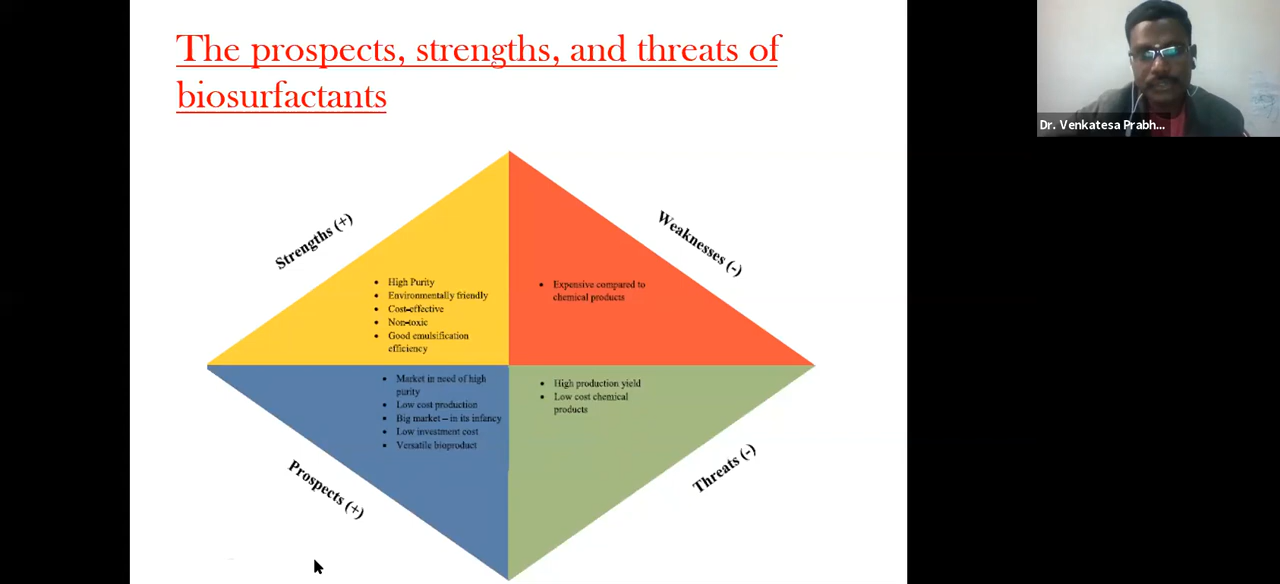 The prospects, strengths, and threats of
biosurfactants
Dr. Venkatesa Prabh...
Strengths (+)
Weaknesses (-)
• High Purity
• Environmentally friendly
• Cost-effective
• Non-toxic
• Good emulsification
efficiency
• Expensive compared to
chemical products
• Market in need of high
purity
• Low cost production
• Big market – in its infancy
• Low investment cost
• Versatile bioproduct
• High production yield
• Low cost chemical
products
Prospects (+)
Threats (-)